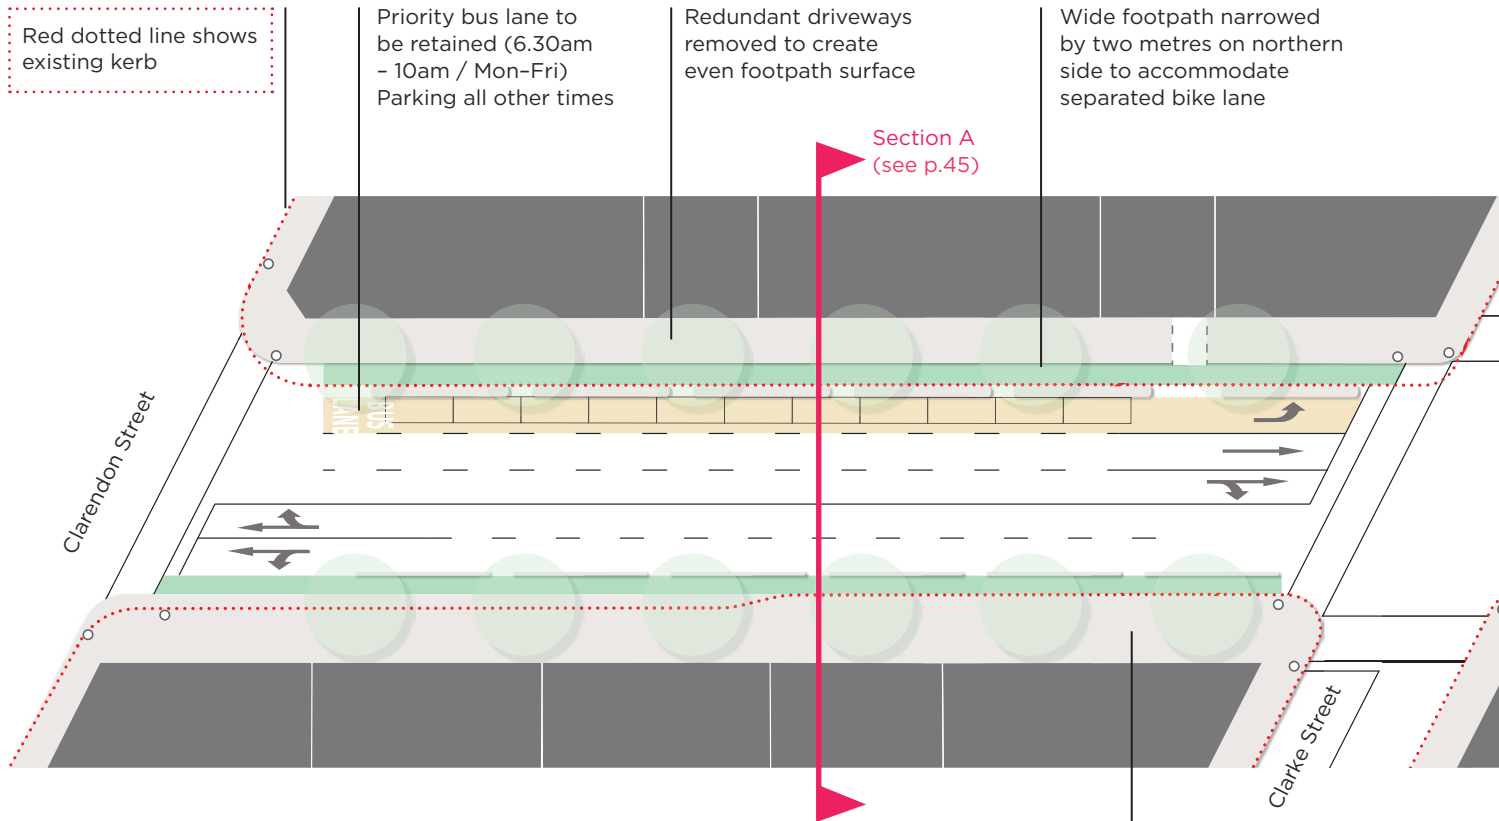 Red dotted line shows
existing kerb
Priority bus lane to
be retained (6.30am
– 10am / Mon–Fri)
Parking all other times
Redundant driveways
removed to create
even footpath surface
Wide footpath narrowed
by two metres on northern
side to accommodate
separated bike lane
Section A
(see p.45)
BUS
LANE
Clarendon Street
Clarke Street